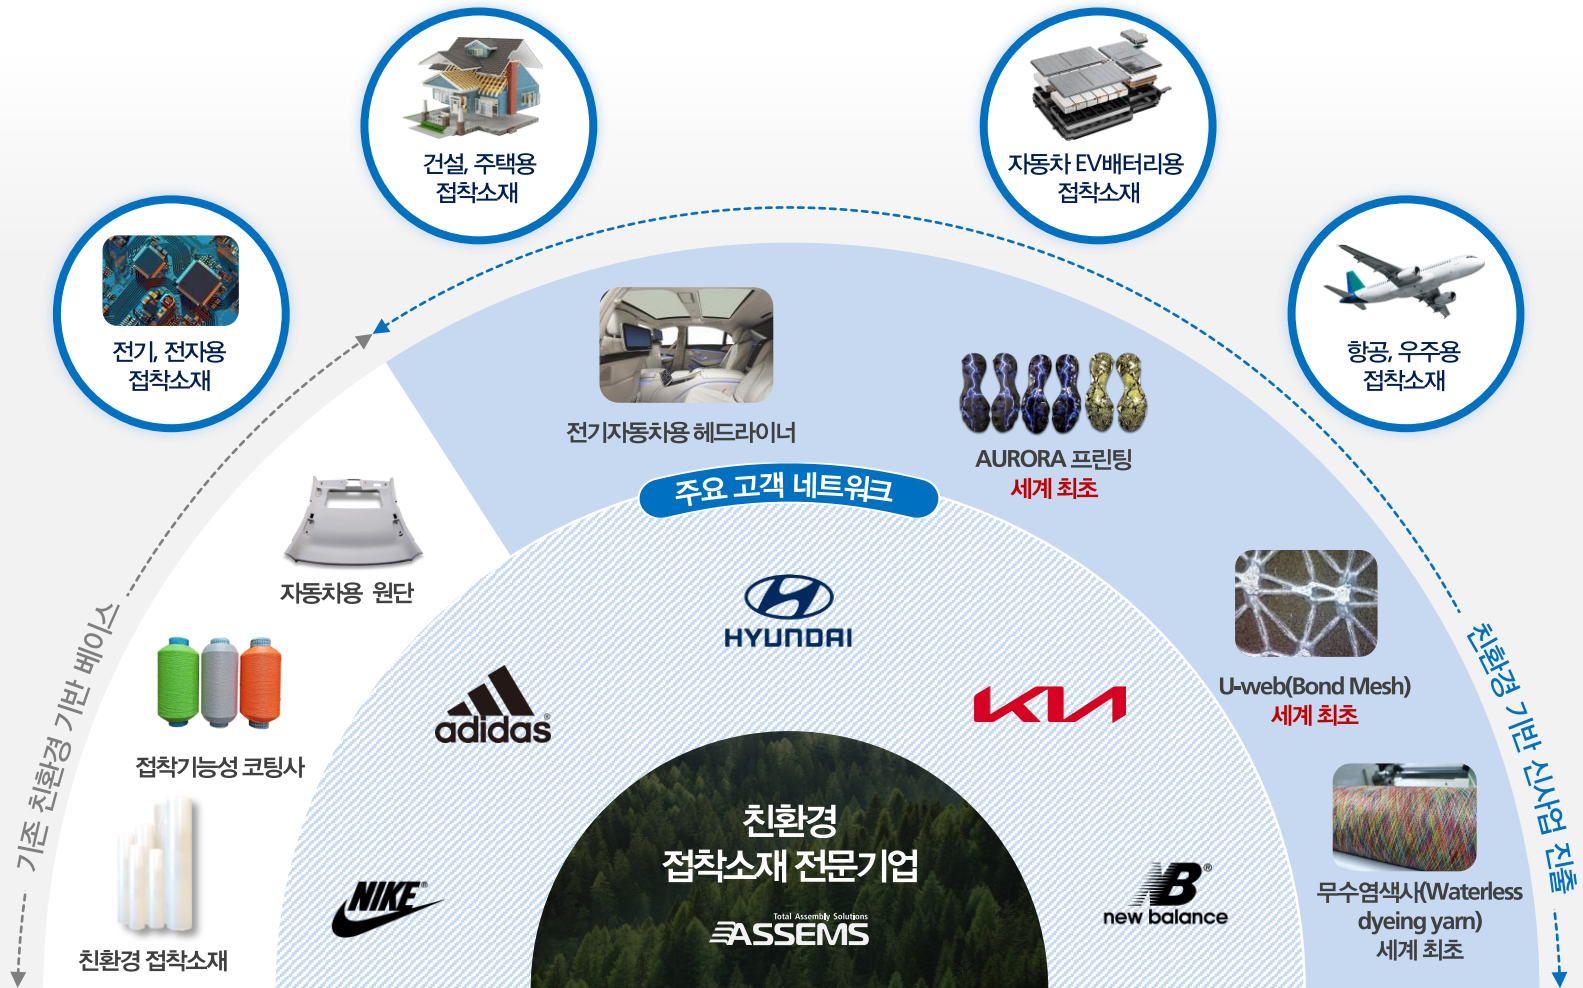 건설, 주택용
접착소재
자동차 EV배터리용
접착소재
전기, 전자용
접착소재
항공, 우주용
접착소재
전기자동차용 헤드라이너
AURORA 프린팅
세계 최초
주요 고객 네트워크
자동차용 원단
HYUNDAI
기존 친환경 기반 베이스
친환경 기반 신사업 진출
U-web(Bond Mesh)
세계 최초
adidas®
KIA
접착기능성 코팅사
친환경
접착소재 전문기업
Total Assembly Solutions
ASSEMS
NIKE®
NB®
new balance
무수염색사(Waterless
dyeing yarn)
세계 최초
친환경 접착소재